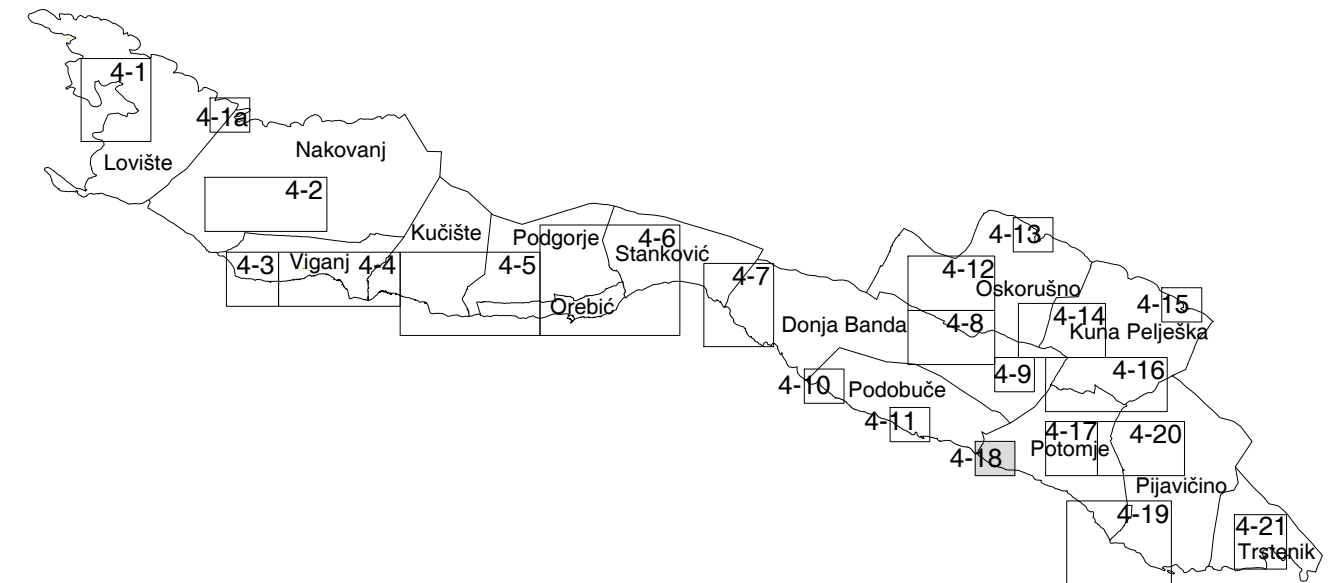 4-1
4-1a
Nakovanj
Lovište
4-2
Kučište
Podgorje
4-6
Stanković
4-13
4-3
Viganj
4-4
4-5
4-7
4-12
Oskorušno
4-15
Orebić
Donja Banda
4-8
4-14
Kuna Pelješka
4-10
Podobuče
4-9
4-16
4-11
4-17
4-20
4-18
Potomje
Pijavičino
4-19
4-21
Trstenik